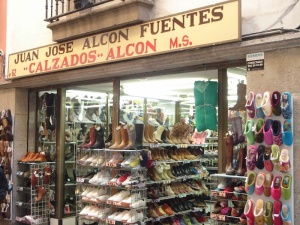 JUAN JOSE ALCON FUENTES
"CALZADOS" ALCON M.S.